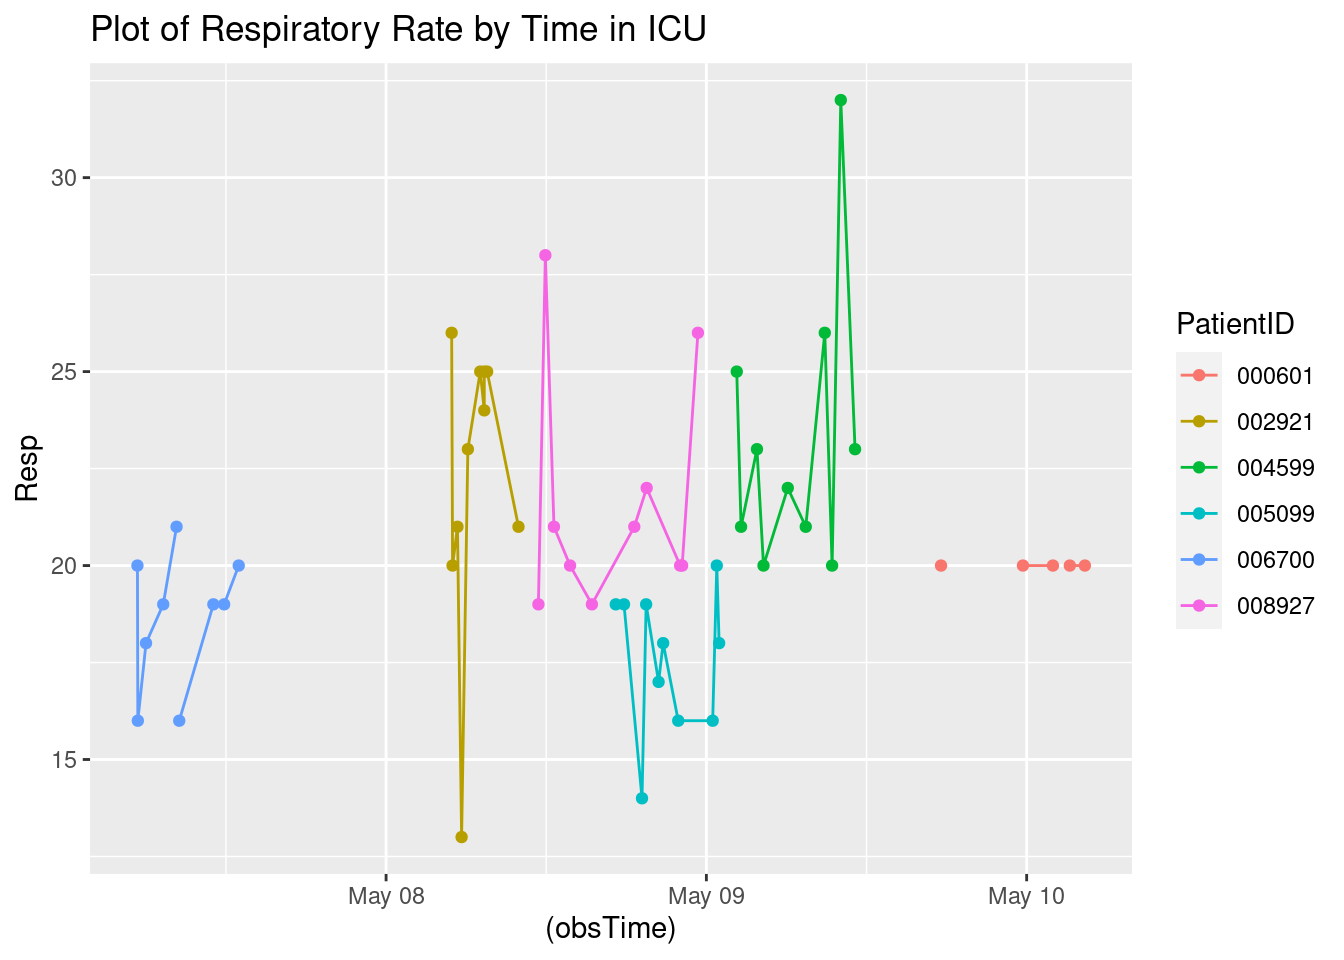 Plot of Respiratory Rate by Time in ICU
30
25
20
15
Resp
May 08
May 09
May 10
(obsTime)
PatientID
000601
002921
004599
005099
006700
008927